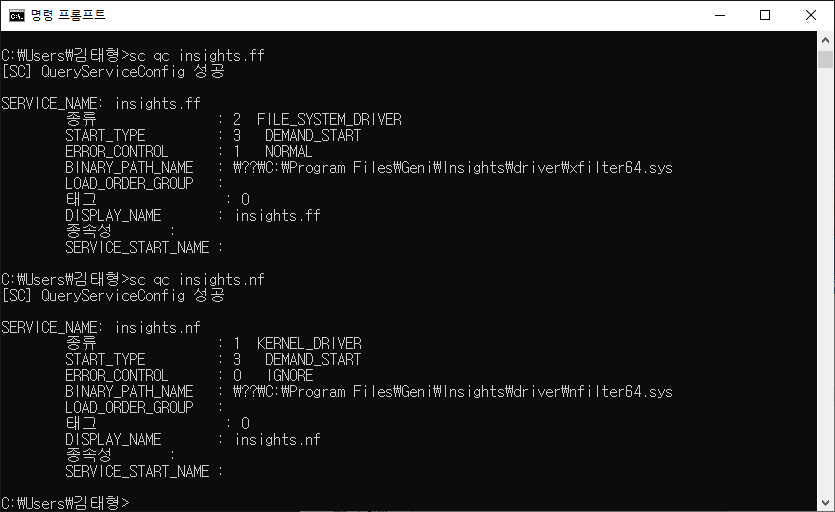 명령 프롬프트
C:₩Users₩김태형>sc qc insights.ff
[SC] QueryServiceConfig 성공
SERVICE_NAME: insights.ff
종류 : 2 FILE_SYSTEM_DRIVER
START_TYPE : 3 DEMAND_START
ERROR_CONTROL : 1 NORMAL
BINARY_PATH_NAME : ₩??₩C:₩Program Files₩Geni₩Insights₩driver₩xfilter64.sys
LOAD_ORDER_GROUP :
태그 : 0
DISPLAY_NAME : insights.ff
종속성 :
SERVICE_START_NAME :
C:₩Users₩김태형>sc qc insights.nf
[SC] QueryServiceConfig 성공
SERVICE_NAME: insights.nf
종류 : 1 KERNEL_DRIVER
START_TYPE : 3 DEMAND_START
ERROR_CONTROL : 0 IGNORE
BINARY_PATH_NAME : ₩??₩C:₩Program Files₩Geni₩Insights₩driver₩nfilter64.sys
LOAD_ORDER_GROUP :
태그 : 0
DISPLAY_NAME : insights.nf
종속성 :
SERVICE_START_NAME :
C:₩Users₩김태형>